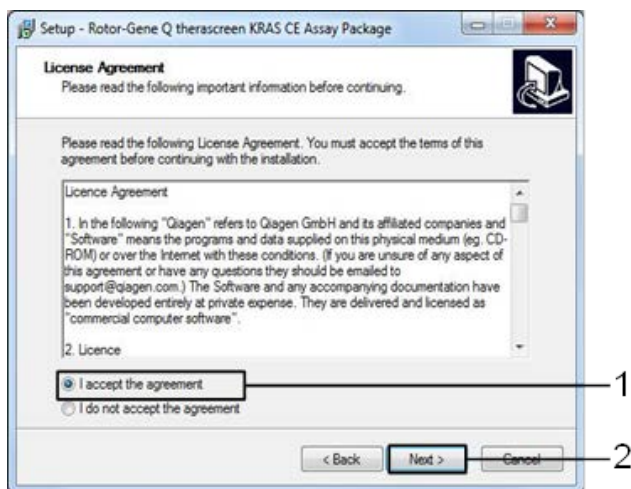 Setup - Rotor-Gene Q therascreen KRAS CE Assay Package
License Agreement
Please read the following important information before continuing.
Please read the following License Agreement. You must accept the terms of this
agreement before continuing with the installation.
Licence Agreement
1. In the following "Qiagen" refers to Qiagen GmbH and its affiliated companies and
"Software" means the programs and data supplied on this physical medium (eg. CD-
ROM) or over the Internet with these conditions. (If you are unsure of any aspect of
this agreement or have any questions they should be emailed to
support@qiagen.com.) The Software and any accompanying documentation have
been developed entirely at private expense. They are delivered and licensed as
"commercial computer software".
2. Licence
I accept the agreement
1
I do not accept the agreement
< Back
Next >
Cancel
2